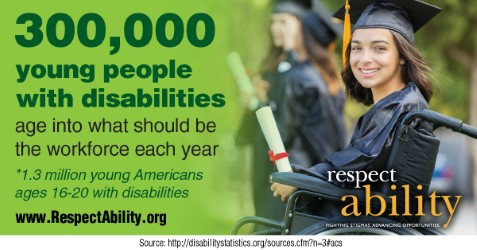 300,000
young people
with disabilities
age into what should be
the workforce each year
*1.3 million young Americans
ages 16-20 with disabilities
www.RespectAbility.org
respect
ability
FIGHTING STIGMAS. ADVANCING OPPORTUNITIES.
Source: http://disabilitystatistics.org/sources.cfm?n=3#acs